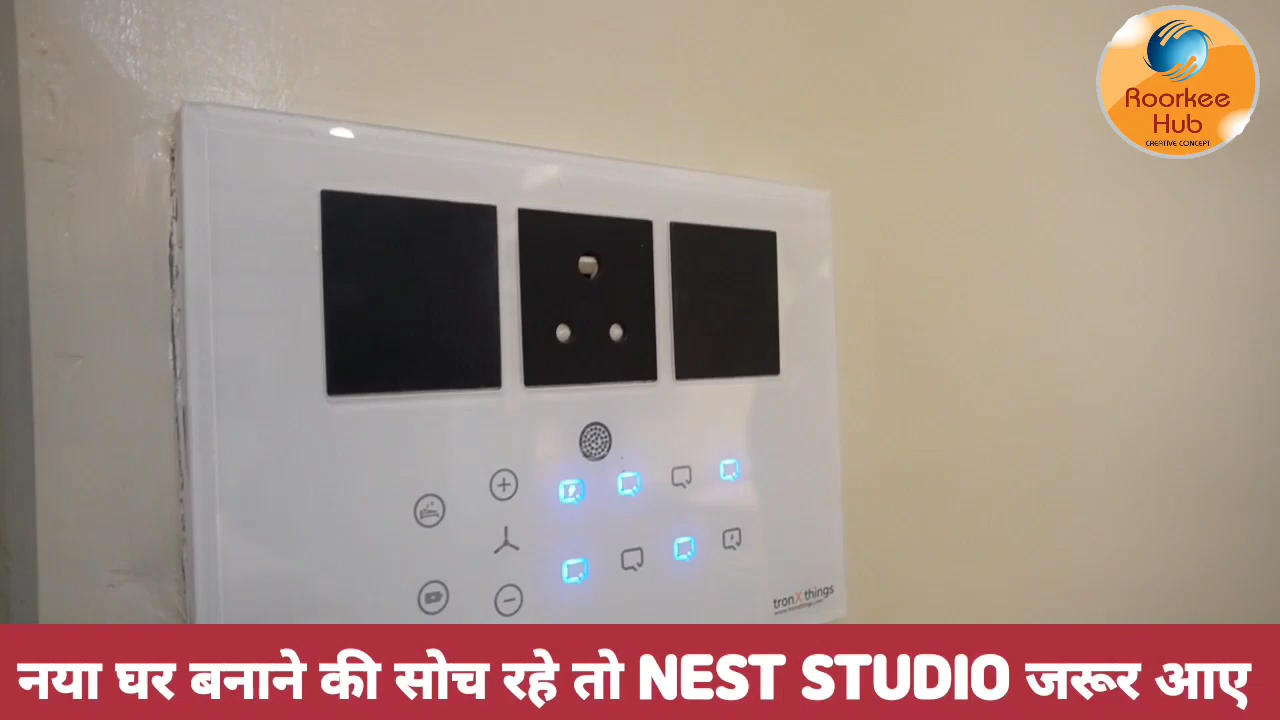 Roorkee
Hub
CREATIVE CONCEPT
tronX things
नया घर बनाने की सोच रहे तो NEST STUDIO जरूर आए